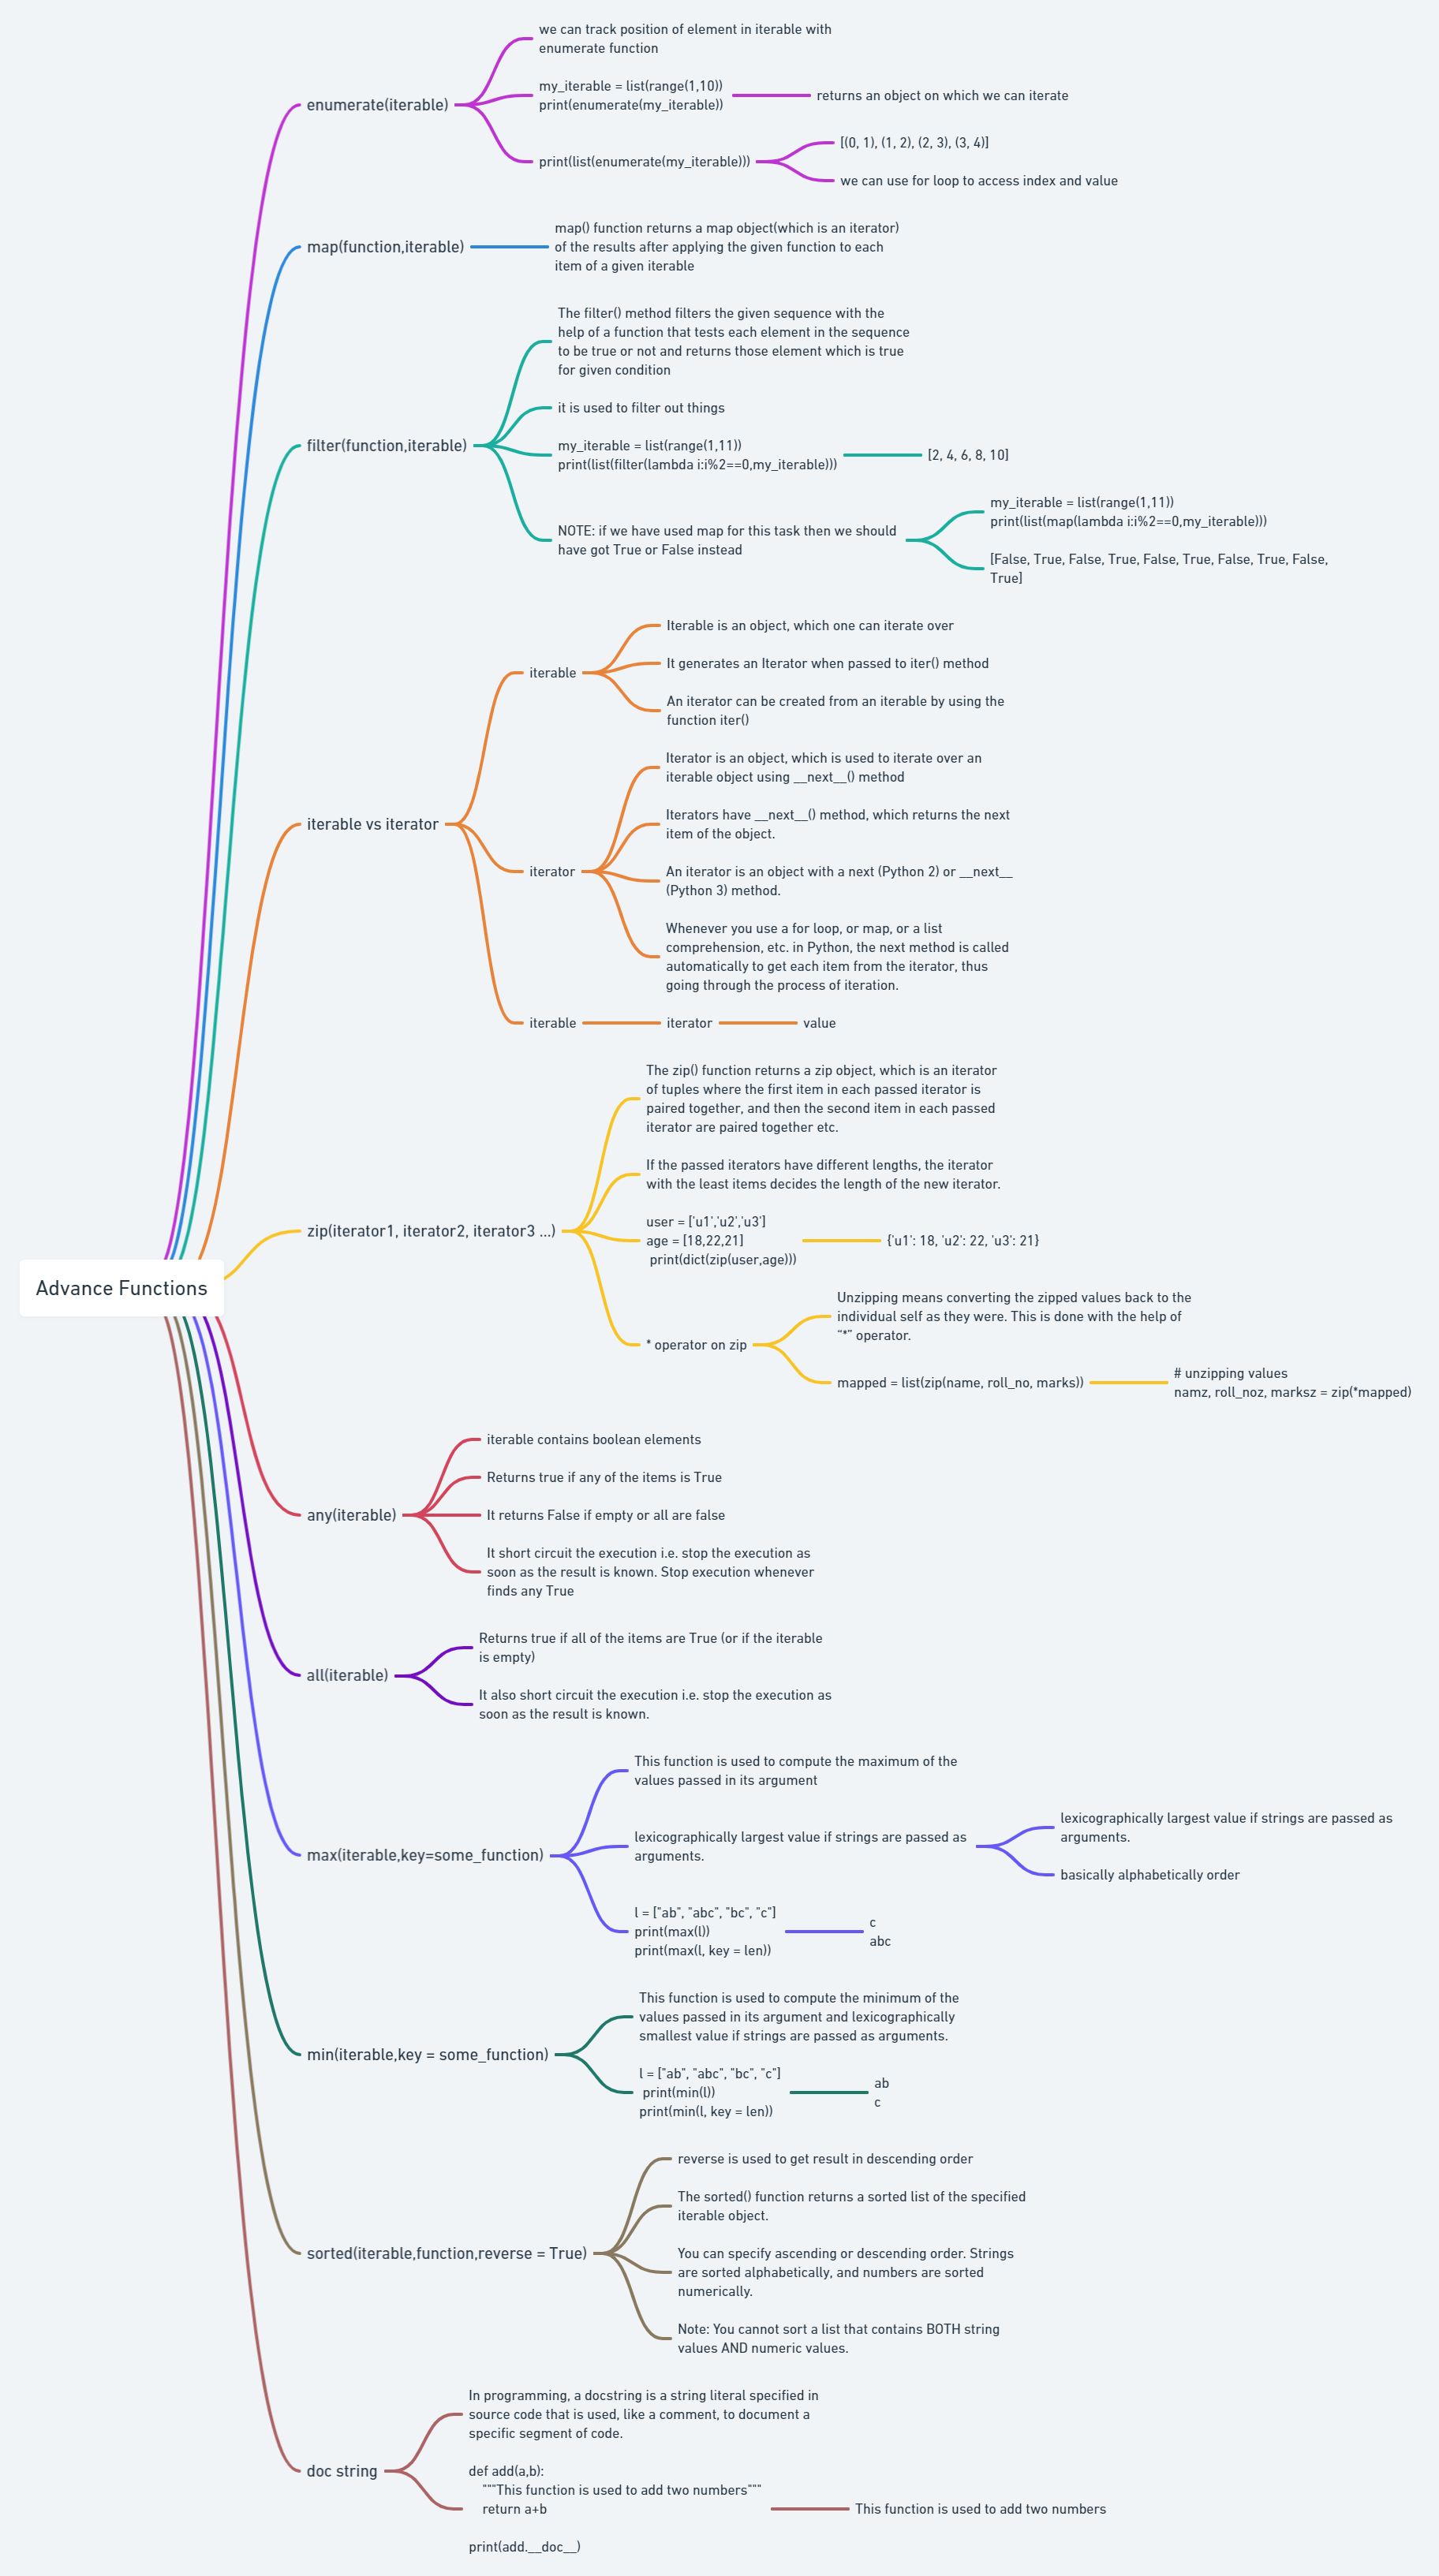 Advance Functions
enumerate(iterable)
we can track position of element in iterable with
enumerate function
my_iterable = list(range(1,10))
print(enumerate(my_iterable))
returns an object on which we can iterate
print(list(enumerate(my_iterable)))
[(0, 1), (1, 2), (2, 3), (3, 4)]
we can use for loop to access index and value
map(function,iterable)
map() function returns a map object(which is an iterator)
of the results after applying the given function to each
item of a given iterable
filter(function,iterable)
The filter() method filters the given sequence with the
help of a function that tests each element in the sequence
to be true or not and returns those element which is true
for given condition
it is used to filter out things
my_iterable = list(range(1,11))
print(list(filter(lambda i:i%2==0,my_iterable)))
[2, 4, 6, 8, 10]
NOTE: if we have used map for this task then we should
have got True or False instead
my_iterable = list(range(1,11))
print(list(map(lambda i:i%2==0,my_iterable)))
[False, True, False, True, False, True, False, True, False,
True]
iterable vs iterator
iterable
Iterable is an object, which one can iterate over
It generates an Iterator when passed to iter() method
An iterator can be created from an iterable by using the
function iter()
iterator
Iterator is an object, which is used to iterate over an
iterable object using __next__() method
Iterators have __next__() method, which returns the next
item of the object.
An iterator is an object with a next (Python 2) or __next__
(Python 3) method.
Whenever you use a for loop, or map, or a list
comprehension, etc. in Python, the next method is called
automatically to get each item from the iterator, thus
going through the process of iteration.
iterable
iterator
value
zip(iterator1, iterator2, iterator3 ...)
The zip() function returns a zip object, which is an iterator
of tuples where the first item in each passed iterator is
paired together, and then the second item in each passed
iterator are paired together etc.
If the passed iterators have different lengths, the iterator
with the least items decides the length of the new iterator.
user = ['u1','u2','u3']
age = [18,22,21]
print(dict(zip(user,age)))
{'u1': 18, 'u2': 22, 'u3': 21}
* operator on zip
Unzipping means converting the zipped values back to the
individual self as they were. This is done with the help of
“*” operator.
mapped = list(zip(name, roll_no, marks))
# unzipping values
namz, roll_noz, marksz = zip(*mapped)
any(iterable)
iterable contains boolean elements
Returns true if any of the items is True
It returns False if empty or all are false
It short circuit the execution i.e. stop the execution as
soon as the result is known. Stop execution whenever
finds any True
all(iterable)
Returns true if all of the items are True (or if the iterable
is empty)
It also short circuit the execution i.e. stop the execution as
soon as the result is known.
max(iterable,key=some_function)
This function is used to compute the maximum of the
values passed in its argument
lexicographically largest value if strings are passed as
arguments.
lexicographically largest value if strings are passed as
arguments.
basically alphabetically order
l = ["ab", "abc", "bc", "c"]
print(max(l))
print(max(l, key = len))
c
abc
min(iterable,key = some_function)
This function is used to compute the minimum of the
values passed in its argument and lexicographically
smallest value if strings are passed as arguments.
l = ["ab", "abc", "bc", "c"]
print(min(l))
print(min(l, key = len))
ab
c
sorted(iterable,function,reverse = True)
reverse is used to get result in descending order
The sorted() function returns a sorted list of the specified
iterable object.
You can specify ascending or descending order. Strings
are sorted alphabetically, and numbers are sorted
numerically.
Note: You cannot sort a list that contains BOTH string
values AND numeric values.
doc string
In programming, a docstring is a string literal specified in
source code that is used, like a comment, to document a
specific segment of code.
def add(a,b):
"""This function is used to add two numbers"""
return a+b
print(add.__doc__)
This function is used to add two numbers